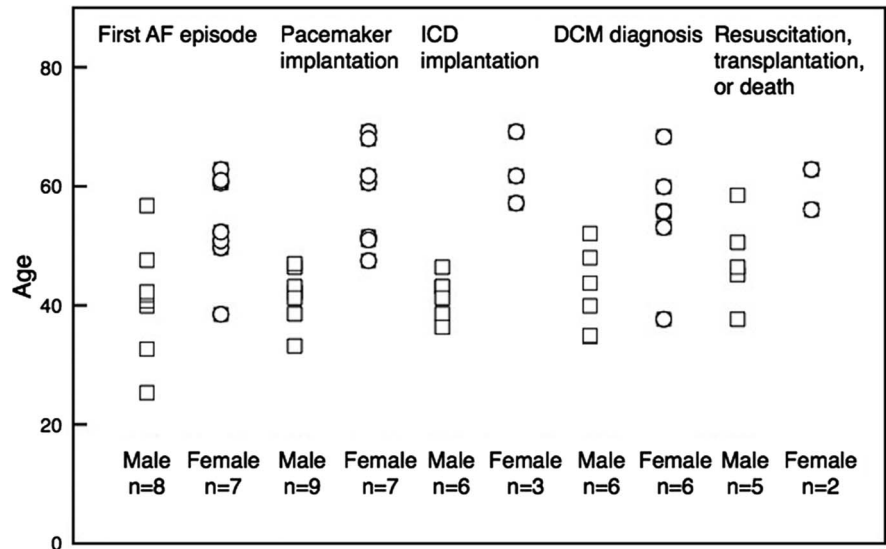 First AF episode
Pacemaker
implantation
ICD
implantation
DCM diagnosis
Resuscitation,
transplantation,
or death
Age
80
60
40
20
0
Male Female Male Female Male Female Male Female Male Female
n=8 n=7 n=9 n=7 n=6 n=3 n=6 n=6 n=5 n=2